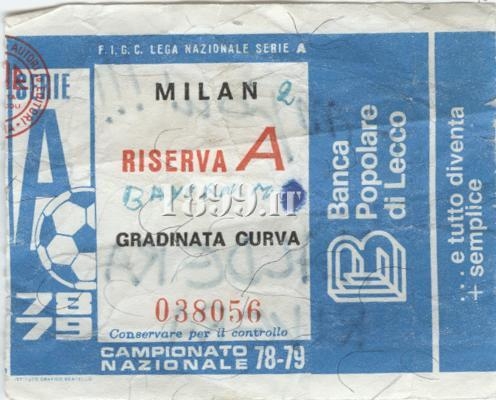 F.I.G.C. LEGA NAZIONALE SERIE A
SERIE
A
78
79
MILAN 2
RISERVA A
1899.IT
GRADINATA CURVA
038056
Conservare per il controllo
CAMPIONATO
NAZIONALE 78-79
Banca
Popolare
di Lecco
... e tutto diventa
+ semplice